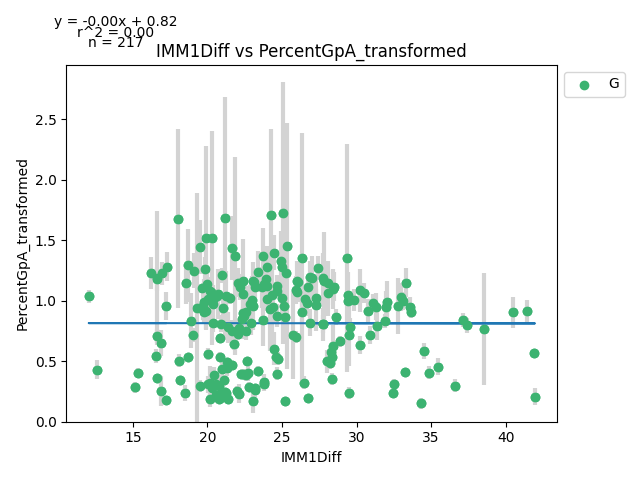 y = -0.00x + 0.82
r^2 = 0.00
n = 217
IMM1Diff vs PercentGpA_transformed
G
PercentGpA_transformed
2.5
2.0
1.5
1.0
0.5
0.0
15 20 25 30 35 40
IMM1Diff